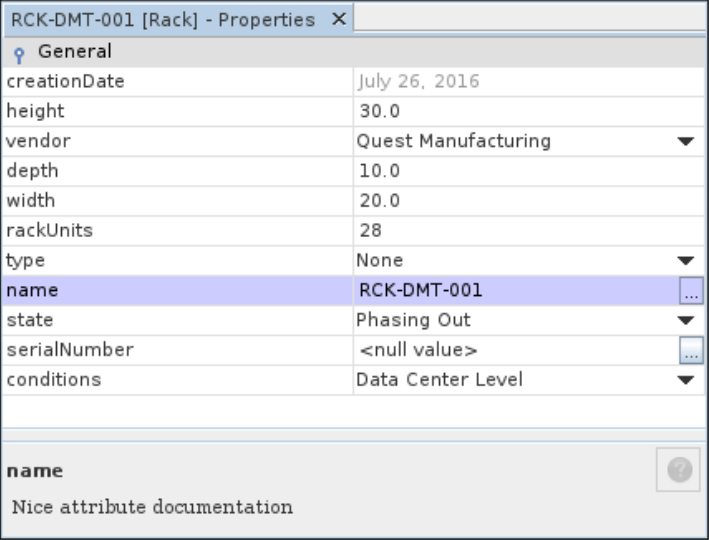 RCK-DMT-001 [Rack] - Properties ✕
General
creationDate July 26, 2016
height 30.0
vendor Quest Manufacturing
depth 10.0
width 20.0
rackUnits 28
type None
name RCK-DMT-001 ...
state Phasing Out
serialNumber <null value> ...
conditions Data Center Level
name ?
Nice attribute documentation